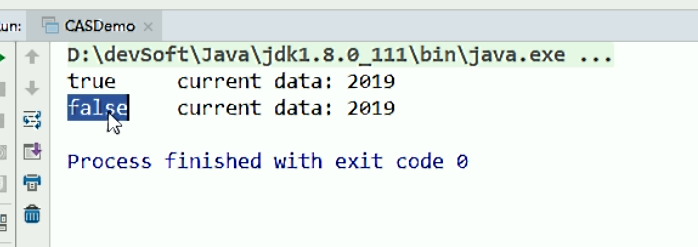 un: CASDemo ×
D:\devSoft\Java\jdk1.8.0_111\bin\java.exe ...
true current data: 2019
false current data: 2019
Process finished with exit code 0